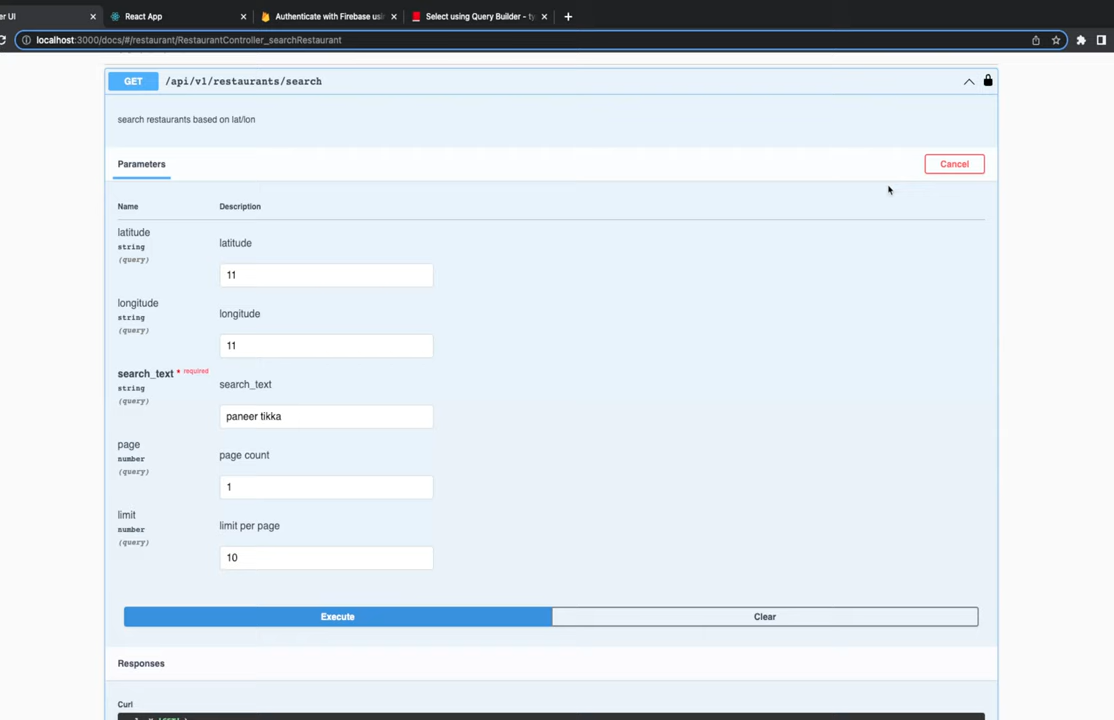 er UI
React App
Authenticate with Firebase usin
Select using Query Builder - ty
localhost:3000/docs/#/restaurant/RestaurantController_searchRestaurant
GET /api/v1/restaurants/search
search restaurants based on lat/lon
Parameters
Cancel
Name Description
latitude
string
(query)
latitude
11
longitude
string
(query)
longitude
11
search_text * required
string
(query)
search_text
paneer tikka
page
number
(query)
page count
1
limit
number
(query)
limit per page
10
Execute
Clear
Responses
Curl